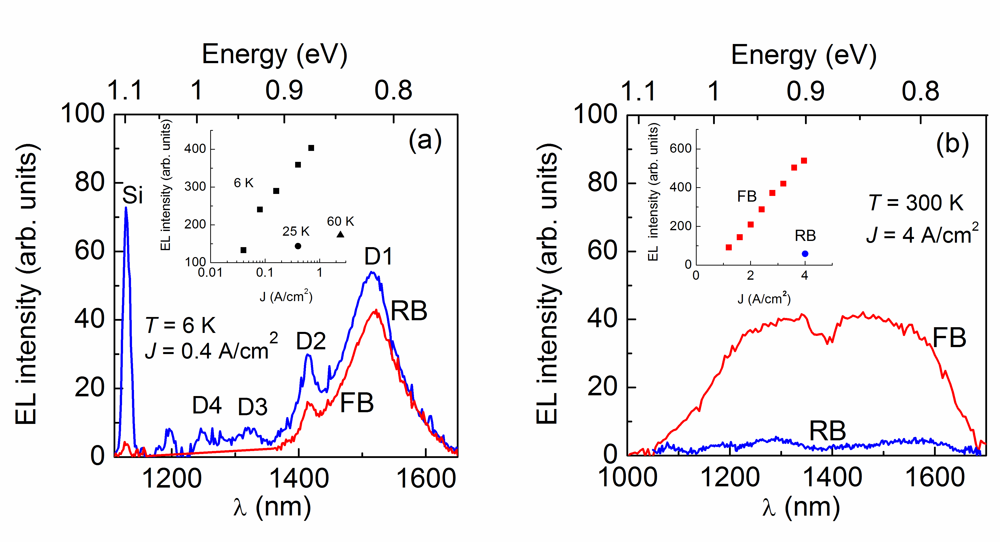 Energy (eV)
1.1 1 0.9 0.8
100
80
60
40
20
0
EL intensity (arb. units)
(a)
Si
EL intensity (arb. units)
400
300
200
100
6 K
25 K
60 K
0.01 0.1 1
J (A/cm²)
D1
RB
T = 6 K
J = 0.4 A/cm²
D2
D4 D3
FB
1200 1400 1600
λ (nm)
Energy (eV)
1.1 1 0.9 0.8
100
80
60
40
20
0
EL intensity (arb. units)
(b)
EL intensity (arb. units)
600
400
200
0
FB
RB
0 2 4
J (A/cm²)
T = 300 K
J = 4 A/cm²
FB
RB
1000 1200 1400 1600
λ (nm)